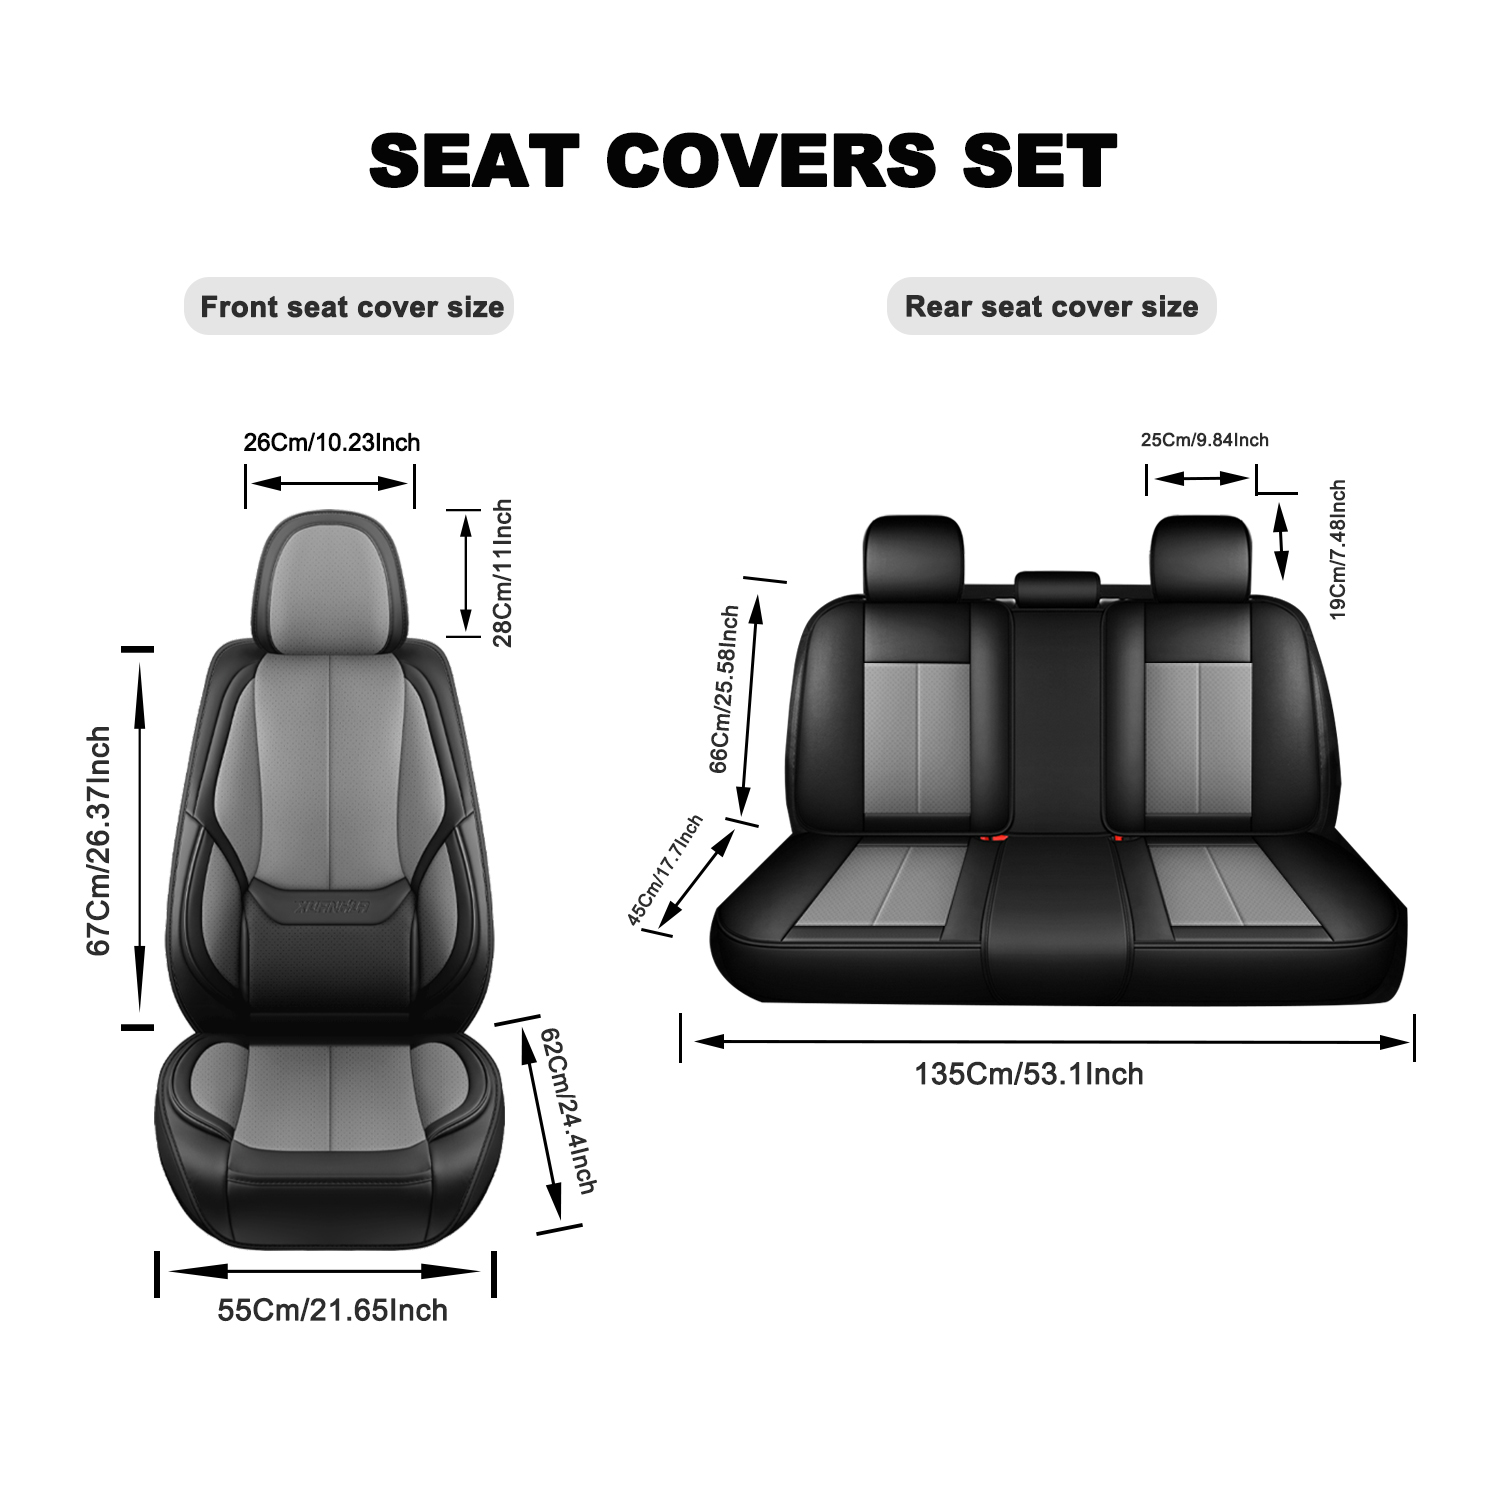 SEAT COVERS SET
Front seat cover size
Rear seat cover size
26Cm/10.23Inch
28Cm/11Inch
67Cm/26.37Inch
62Cm/24.4Inch
55Cm/21.65Inch
25Cm/9.84Inch
19Cm/7.48Inch
66Cm/25.58Inch
45Cm/17.7Inch
135Cm/53.1Inch